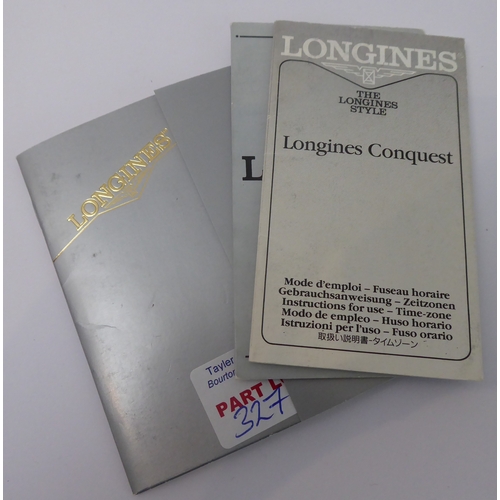 LONGINES
THE
LONGINES
STYLE
Longines Conquest
Mode d'emploi – Fuseau horaire
Gebrauchsanweisung – Zeitzonen
Instructions for use – Time-zone
Modo de empleo – Huso horario
Istruzioni per l'uso – Fuso orario
取扱い説明書–タイムゾーン
L
LONGINES
Tayler
Bourton
PART L
327